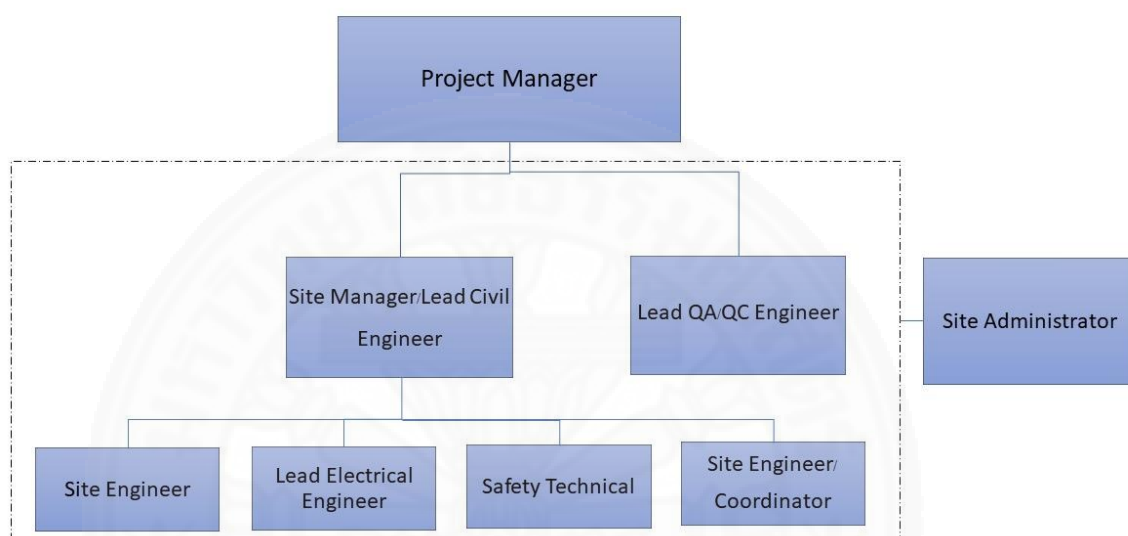 Project Manager
Site Manager/Lead Civil
Engineer
Lead QA/QC Engineer
Site Administrator
Site Engineer
Lead Electrical
Engineer
Safety Technical
Site Engineer/
Coordinator